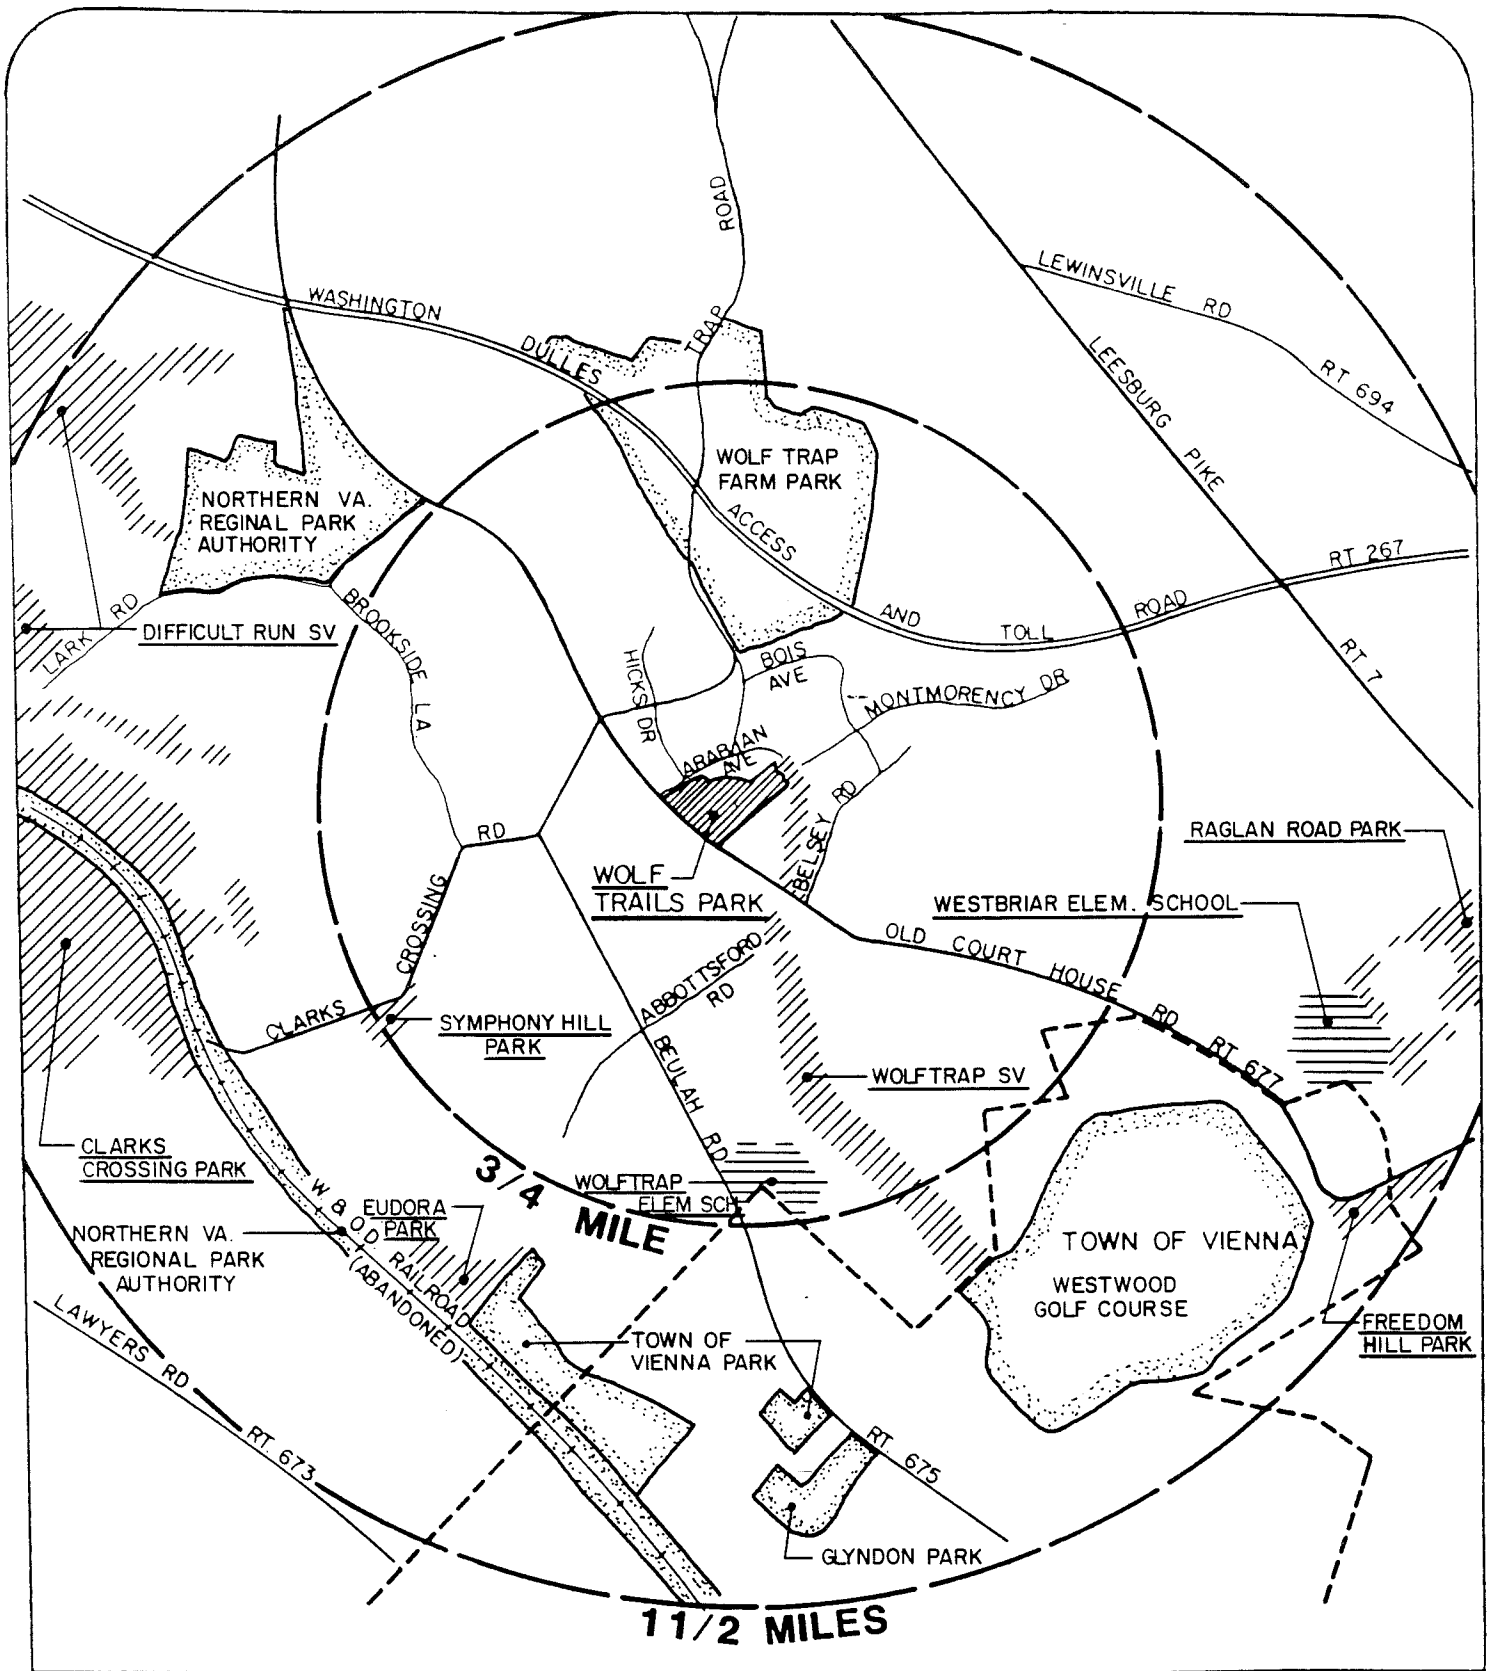 ROAD
TRAP
WASHINGTON
DULLES
ACCESS
AND
TOLL
ROAD
RT 267
LEWINSVILLE RD
RT 694
LEESBURG PIKE
RT 7
WOLF TRAP
FARM PARK
NORTHERN VA.
REGINAL PARK
AUTHORITY
LARK RD
DIFFICULT RUN SV
BROOKSIDE LA
HICKS DR
BOIS
AVE
MONTMORENCY DR
ARABIAN
AVE
BELSEY RD
RD
WOLF
TRAILS PARK
RAGLAN ROAD PARK
WESTBRIAR ELEM. SCHOOL
OLD COURT HOUSE RD
RT 677
CROSSING
CLARKS
ABBOTTSFORD
RD
SYMPHONY HILL
PARK
BEULAH RD
WOLFTRAP SV
CLARKS
CROSSING PARK
3/4 MILE
WOLFTRAP
ELEM SCH
W & O D RAILROAD
(ABANDONED)
EUDORA
PARK
NORTHERN VA.
REGIONAL PARK
AUTHORITY
TOWN OF VIENNA
WESTWOOD
GOLF COURSE
LAWYERS RD
RT 673
TOWN OF
VIENNA PARK
FREEDOM
HILL PARK
RT 675
GLYNDON PARK
1 1/2 MILES